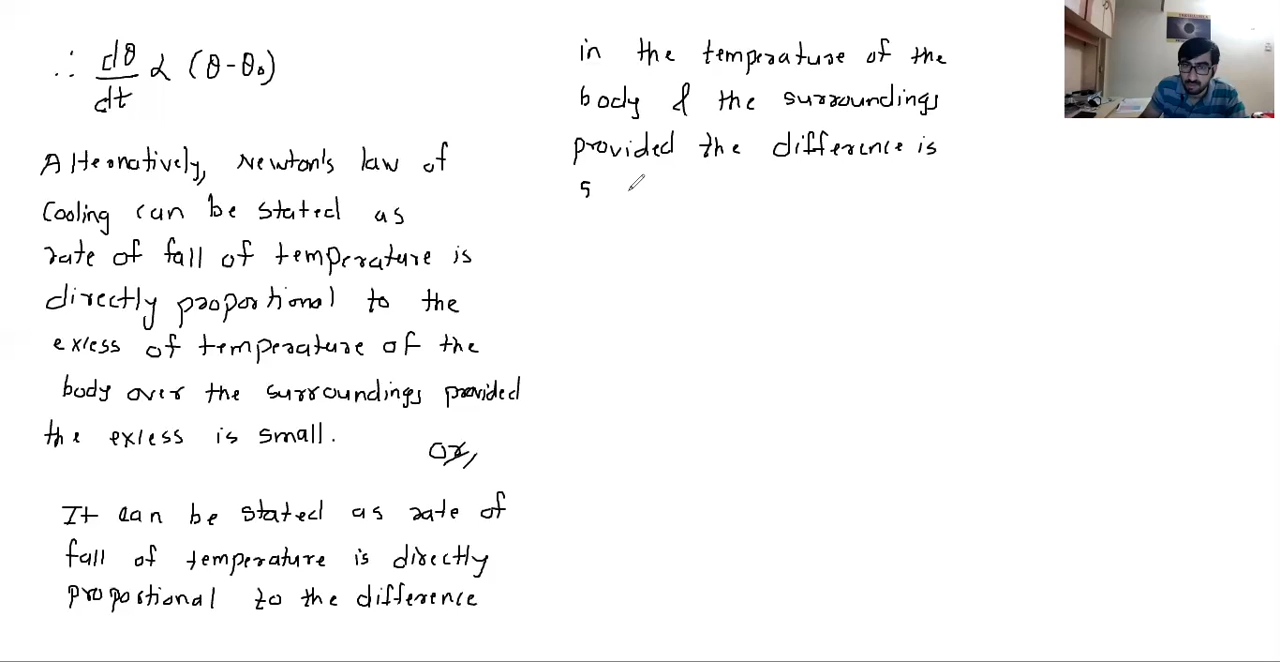 ∴ dθ/dt ∝ (θ-θ₀)
Alternatively, Newton's law of
Cooling can be stated as
rate of fall of temperature is
directly proportional to the
excess of temperature of the
body over the surroundings provided
the excess is small.
Or,
It can be stated as rate of
fall of temperature is directly
proportional to the difference
in the temperature of the
body & the surroundings
provided the difference is
s